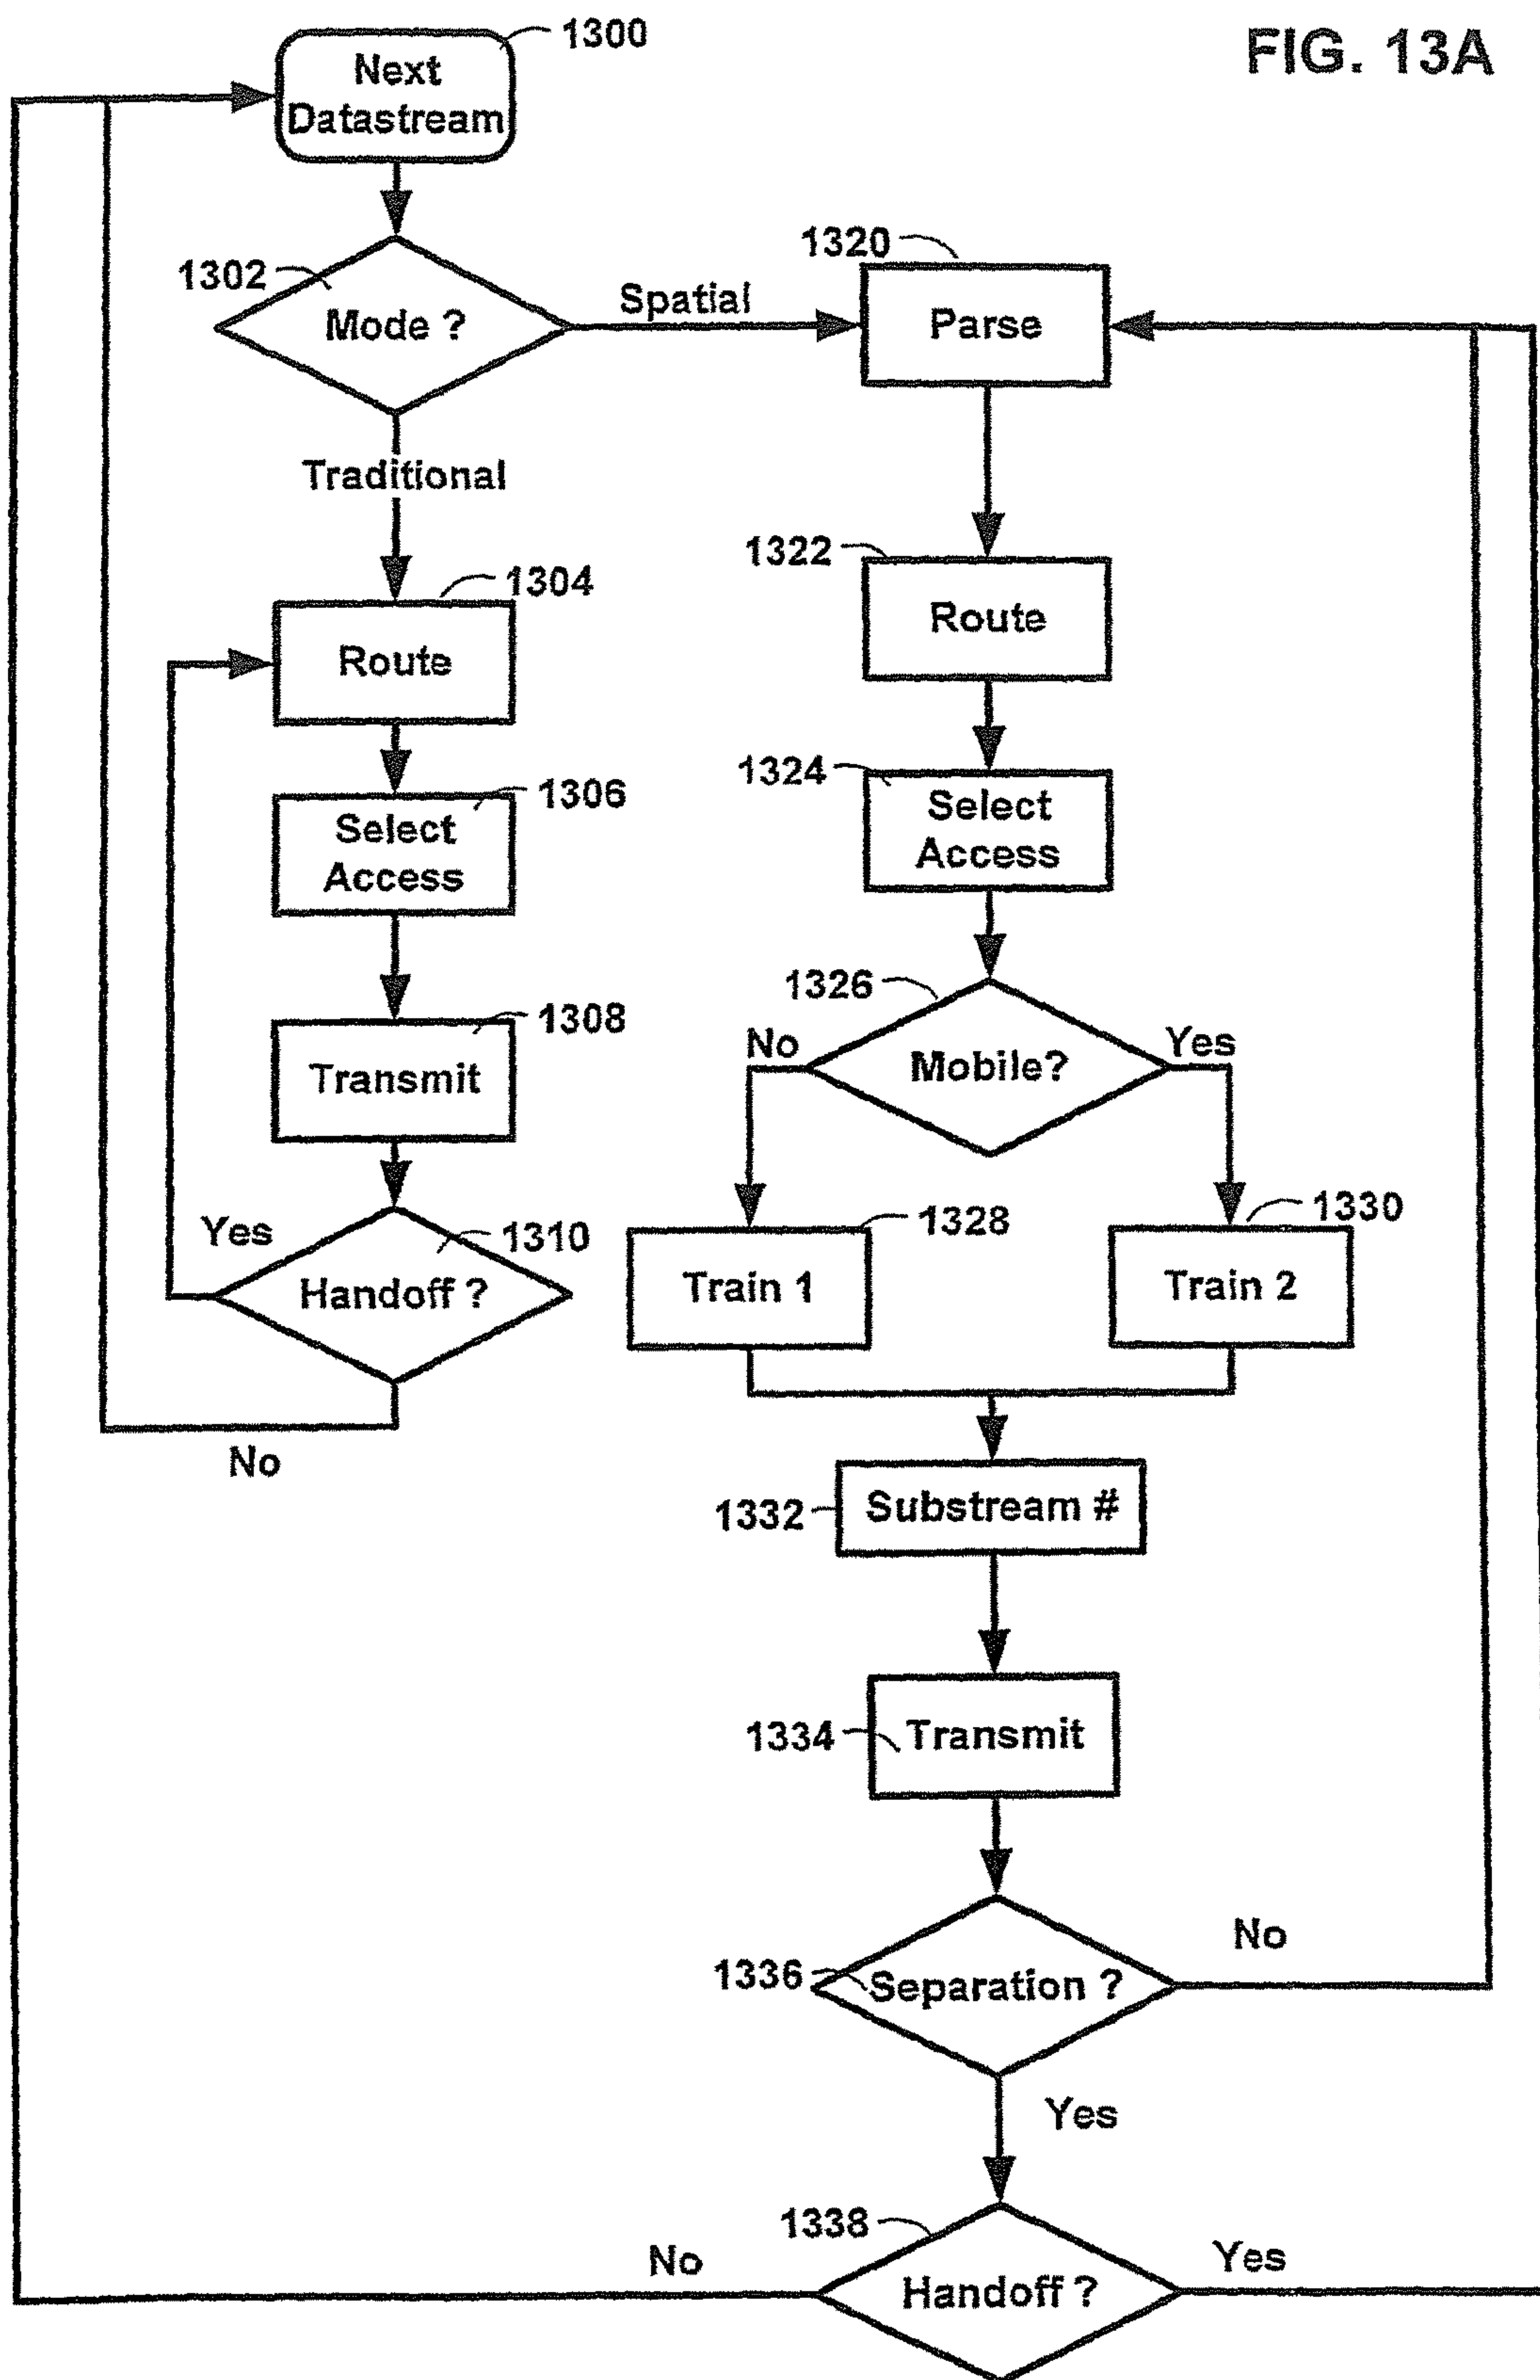 FIG. 13A
1300
Next
Datastream
1302
Mode ?
Spatial
Traditional
1320
Parse
1304
Route
1322
Route
1306
Select
Access
1324
Select
Access
1308
Transmit
1326
Mobile?
No
Yes
1310
Handoff ?
Yes
No
1328
Train 1
1330
Train 2
1332
Substream #
1334
Transmit
1336
Separation ?
No
Yes
1338
Handoff ?
No
Yes